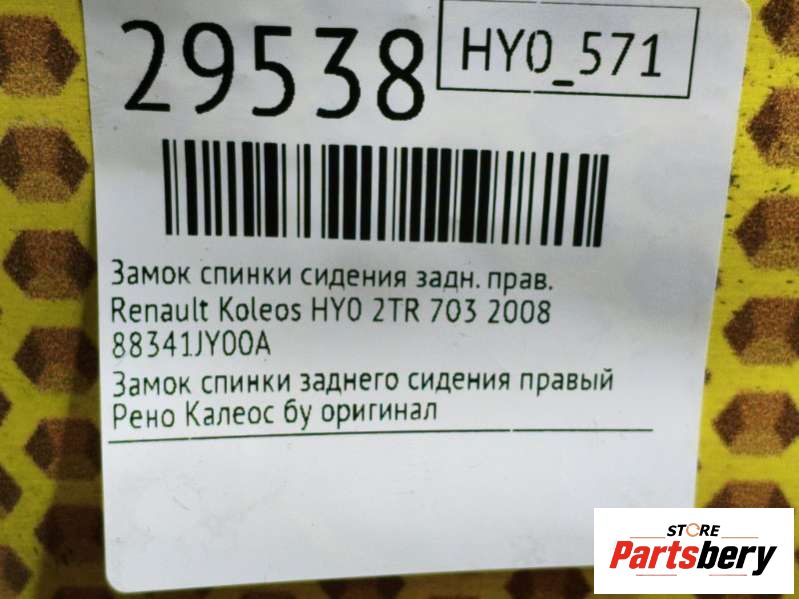 29538
HY0_571
Замок спинки сидения задн. прав.
Renault Koleos HY0 2TR 703 2008
88341JY00A
Замок спинки заднего сидения правый
Рено Калеос бу оригинал
STORE
Partsbery